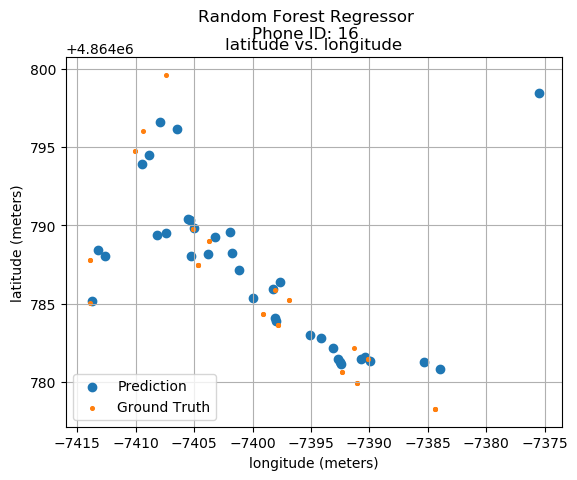 Random Forest Regressor
Phone ID: 16
latitude vs. longitude
+4.864e6
800
795
790
785
780
latitude (meters)
Prediction
Ground Truth
−7415 −7410 −7405 −7400 −7395 −7390 −7385 −7380 −7375
longitude (meters)